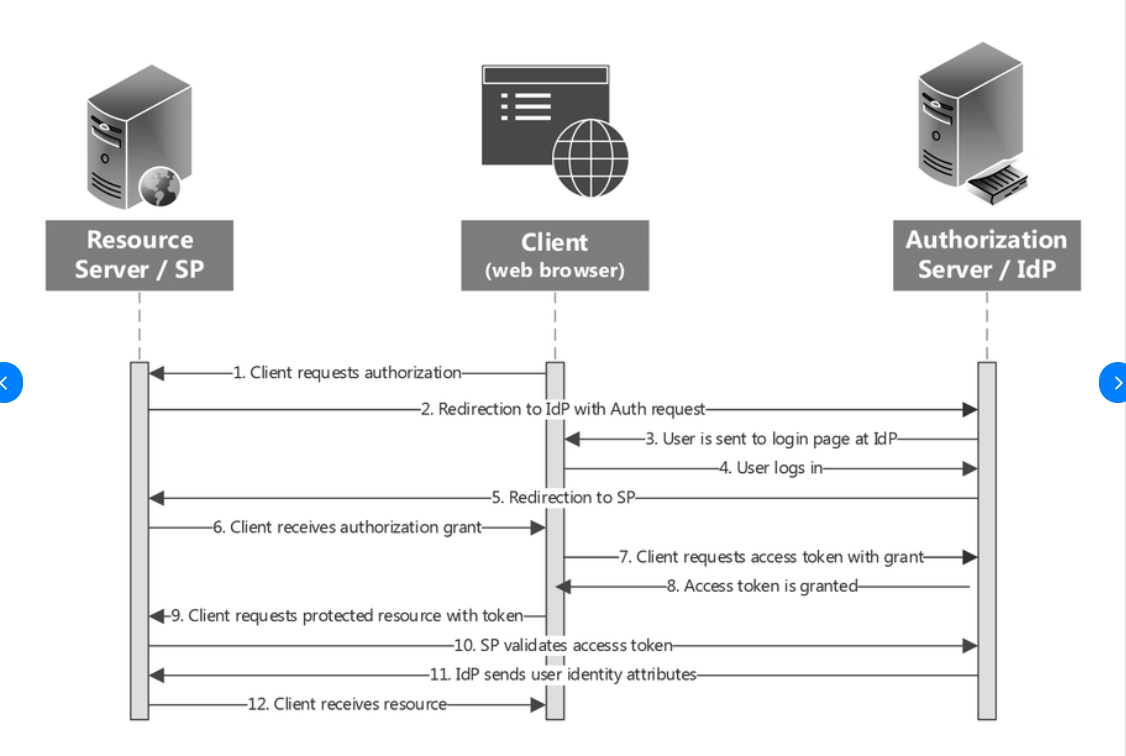 Resource
Server / SP
Client
(web browser)
Authorization
Server / IdP
1. Client requests authorization
2. Redirection to IdP with Auth request
3. User is sent to login page at IdP
4. User logs in
5. Redirection to SP
6. Client receives authorization grant
7. Client requests access token with grant
8. Access token is granted
9. Client requests protected resource with token
10. SP validates accesss token
11. IdP sends user identity attributes
12. Client receives resource